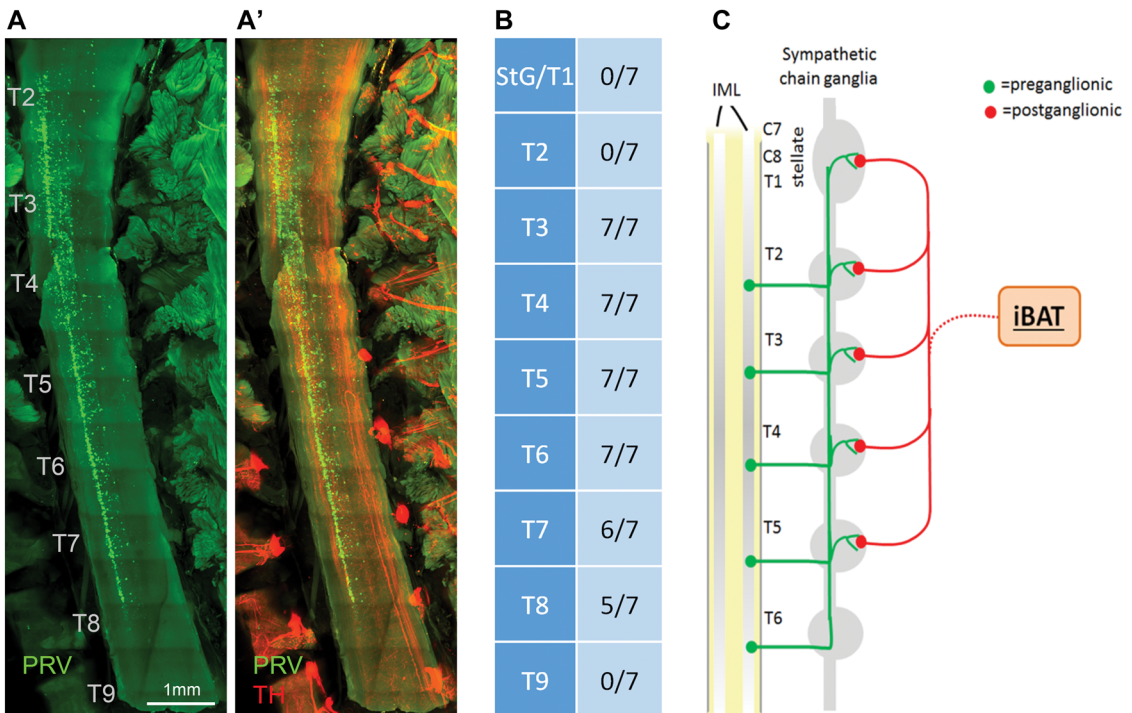 A
T2
T3
T4
T5
T6
T7
T8
T9
PRV
1mm
A’
PRV
TH
B
StG/T1 0/7
T2 0/7
T3 7/7
T4 7/7
T5 7/7
T6 7/7
T7 6/7
T8 5/7
T9 0/7
C
Sympathetic
chain ganglia
IML
=preganglionic
=postganglionic
C7
C8
T1
stellate
T2
T3
T4
T5
T6
iBAT